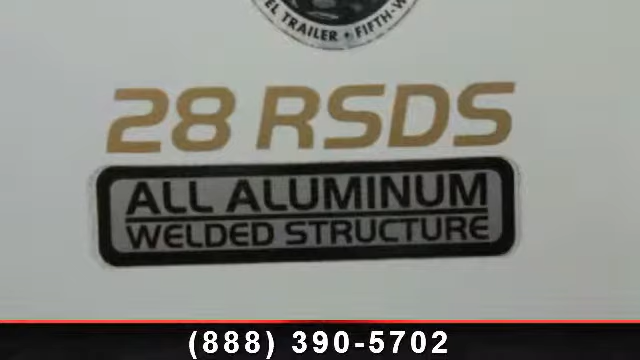 EL TRAILER • FIFTH-W
28 RSDS
ALL ALUMINUM
WELDED STRUCTURE
(888) 390-5702